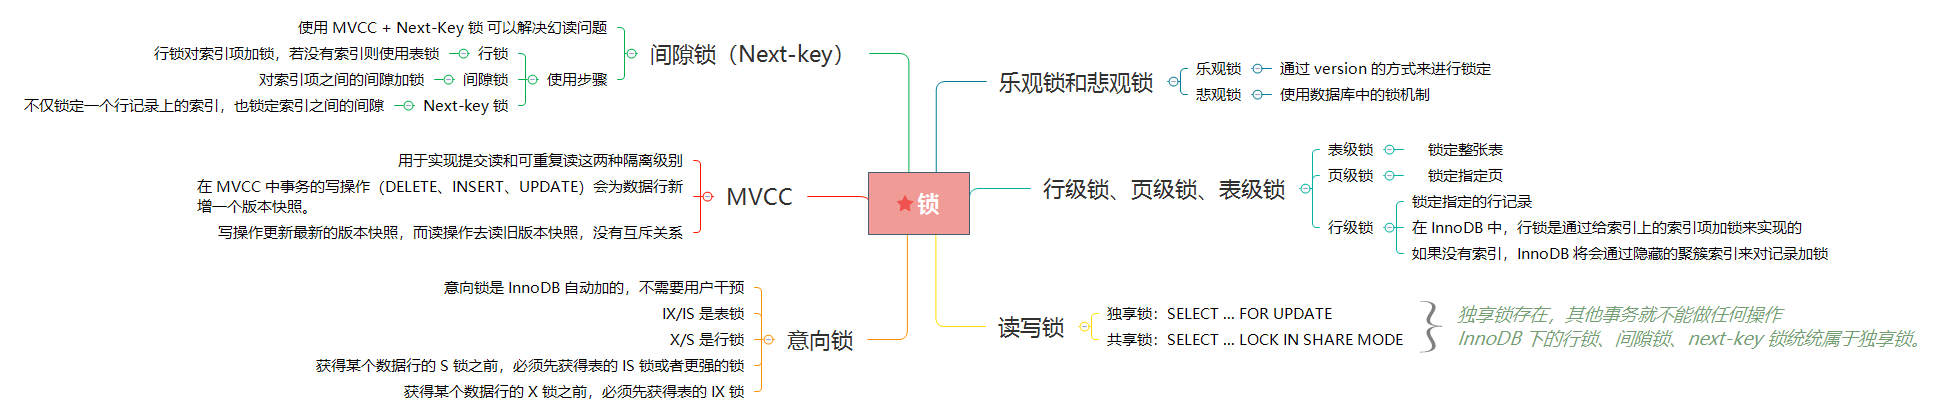 锁
间隙锁（Next-key）
使用 MVCC + Next-Key 锁 可以解决幻读问题
使用步骤
行锁
行锁对索引项加锁，若没有索引则使用表锁
间隙锁
对索引项之间的间隙加锁
Next-key 锁
不仅锁定一个行记录上的索引，也锁定索引之间的间隙
MVCC
用于实现提交读和可重复读这两种隔离级别
在 MVCC 中事务的写操作（DELETE、INSERT、UPDATE）会为数据行新
增一个版本快照。
写操作更新最新的版本快照，而读操作去读旧版本快照，没有互斥关系
意向锁
意向锁是 InnoDB 自动加的，不需要用户干预
IX/IS 是表锁
X/S 是行锁
获得某个数据行的 S 锁之前，必须先获得表的 IS 锁或者更强的锁
获得某个数据行的 X 锁之前，必须先获得表的 IX 锁
乐观锁和悲观锁
乐观锁
通过 version 的方式来进行锁定
悲观锁
使用数据库中的锁机制
行级锁、页级锁、表级锁
表级锁
锁定整张表
页级锁
锁定指定页
行级锁
锁定指定的行记录
在 InnoDB 中，行锁是通过给索引上的索引项加锁来实现的
如果没有索引，InnoDB 将会通过隐藏的聚簇索引来对记录加锁
读写锁
独享锁：SELECT ... FOR UPDATE
共享锁：SELECT ... LOCK IN SHARE MODE
独享锁存在，其他事务就不能做任何操作
InnoDB 下的行锁、间隙锁、next-key 锁统统属于独享锁。